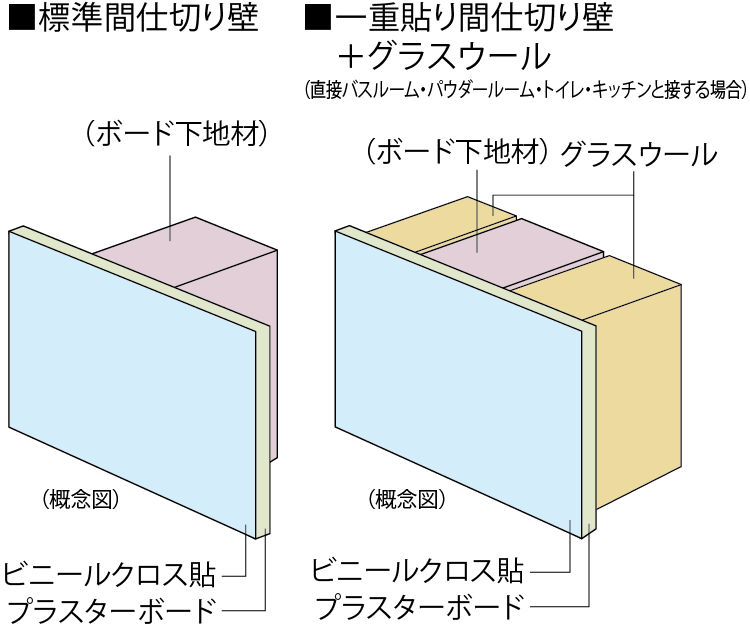 ■標準間仕切り壁
(ボード下地材)
(概念図)
ビニールクロス貼
プラスターボード
■一重貼り間仕切り壁
＋グラスウール
(直接バスルーム・パウダールーム・トイレ・キッチンと接する場合)
(ボード下地材)
グラスウール
(概念図)
ビニールクロス貼
プラスターボード